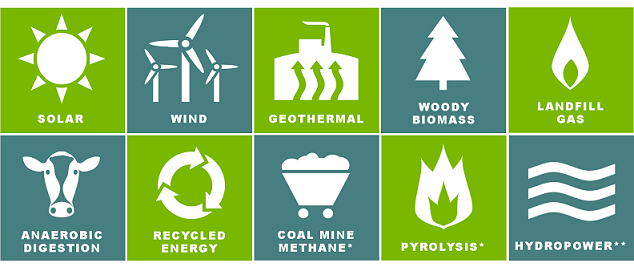 SOLAR
WIND
GEOTHERMAL
WOODY
BIOMASS
LANDFILL
GAS
ANAEROBIC
DIGESTION
RECYCLED
ENERGY
COAL MINE
METHANE*
PYROLYSIS*
HYDROPOWER**